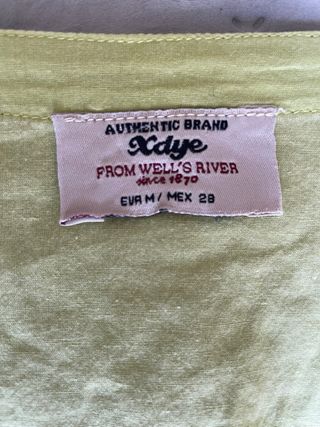 AUTHENTIC BRAND
Xdye
FROM WELL'S RIVER
since 1870
EUR M / MEX 28